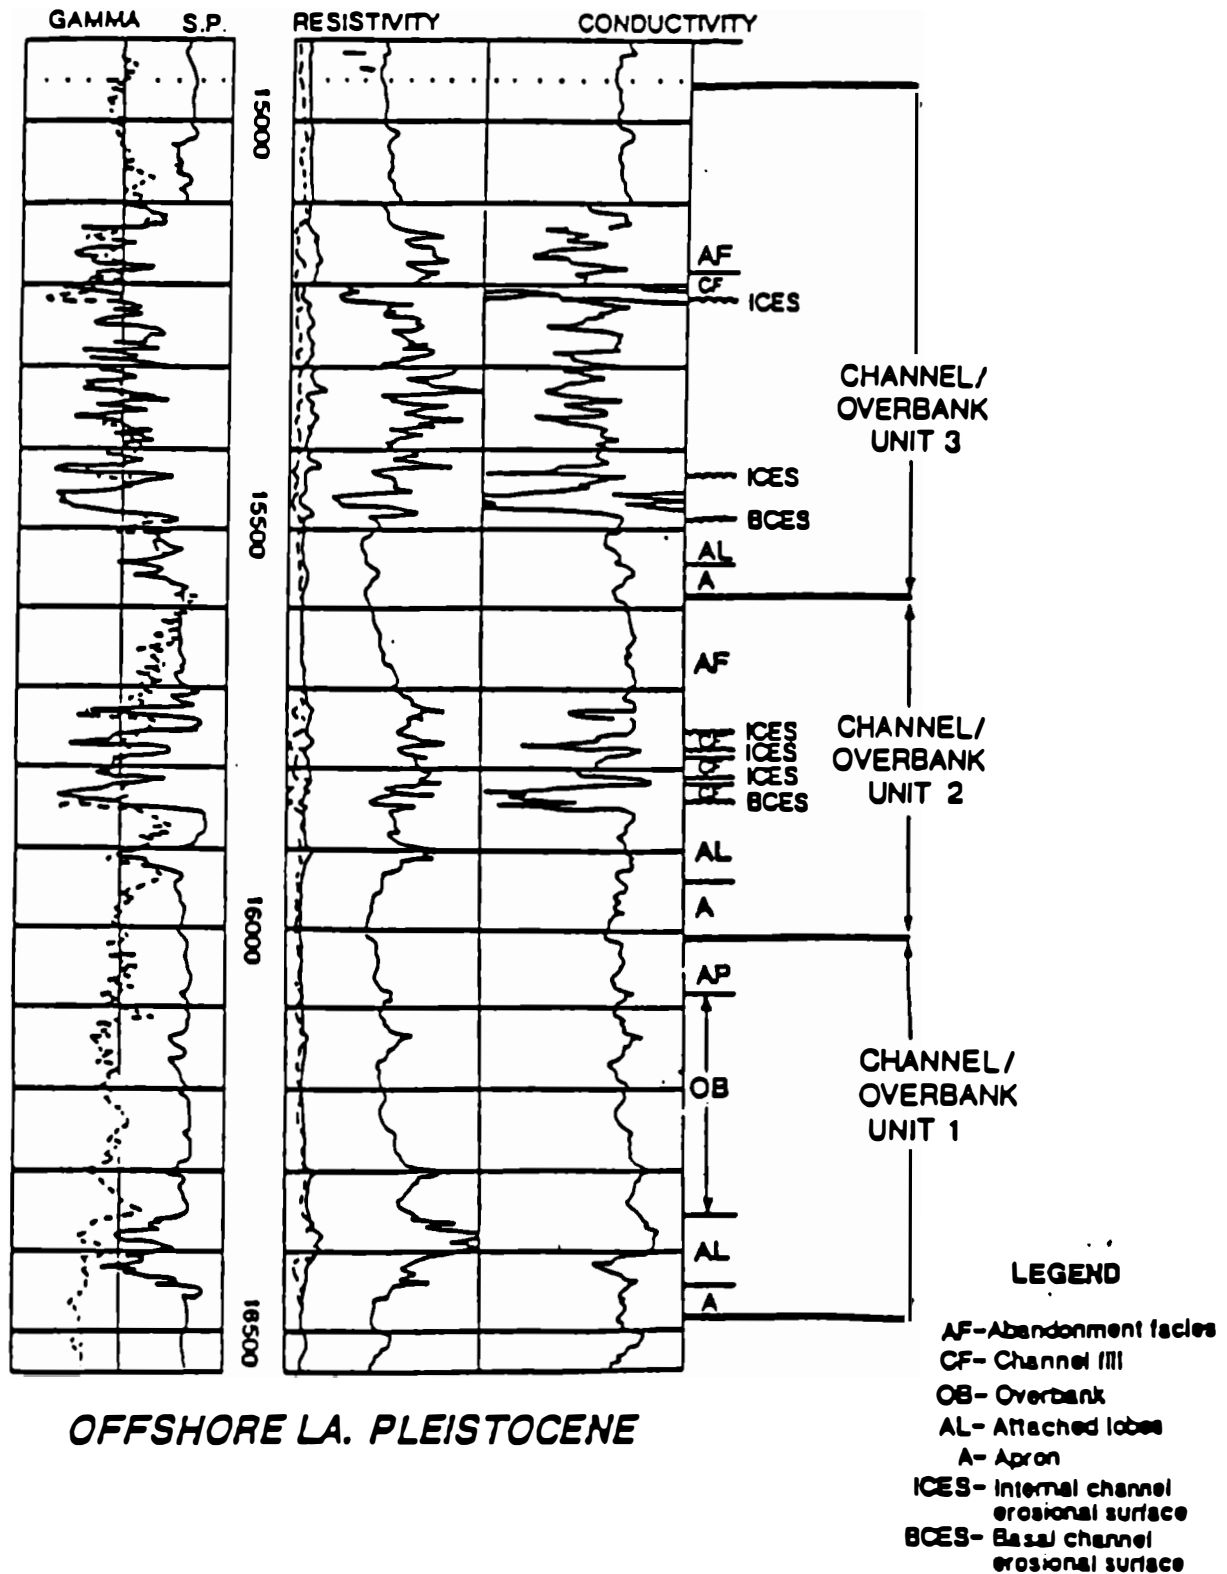 GAMMA S.P. RESISTIVITY CONDUCTIVITY
15000
15500
16000
16500
AF
CF
ICES
ICES
BCES
AL
A
AF
ICES
CF
ICES
CF
ICES
CF
BCES
AL
A
AP
OB
AL
A
CHANNEL/
OVERBANK
UNIT 3
CHANNEL/
OVERBANK
UNIT 2
CHANNEL/
OVERBANK
UNIT 1
LEGEND
AF-Abandonment facies
CF- Channel fill
OB- Overbank
AL- Attached lobes
A- Apron
ICES- Internal channel
erosional surface
BCES- Basal channel
erosional surface
OFFSHORE LA. PLEISTOCENE